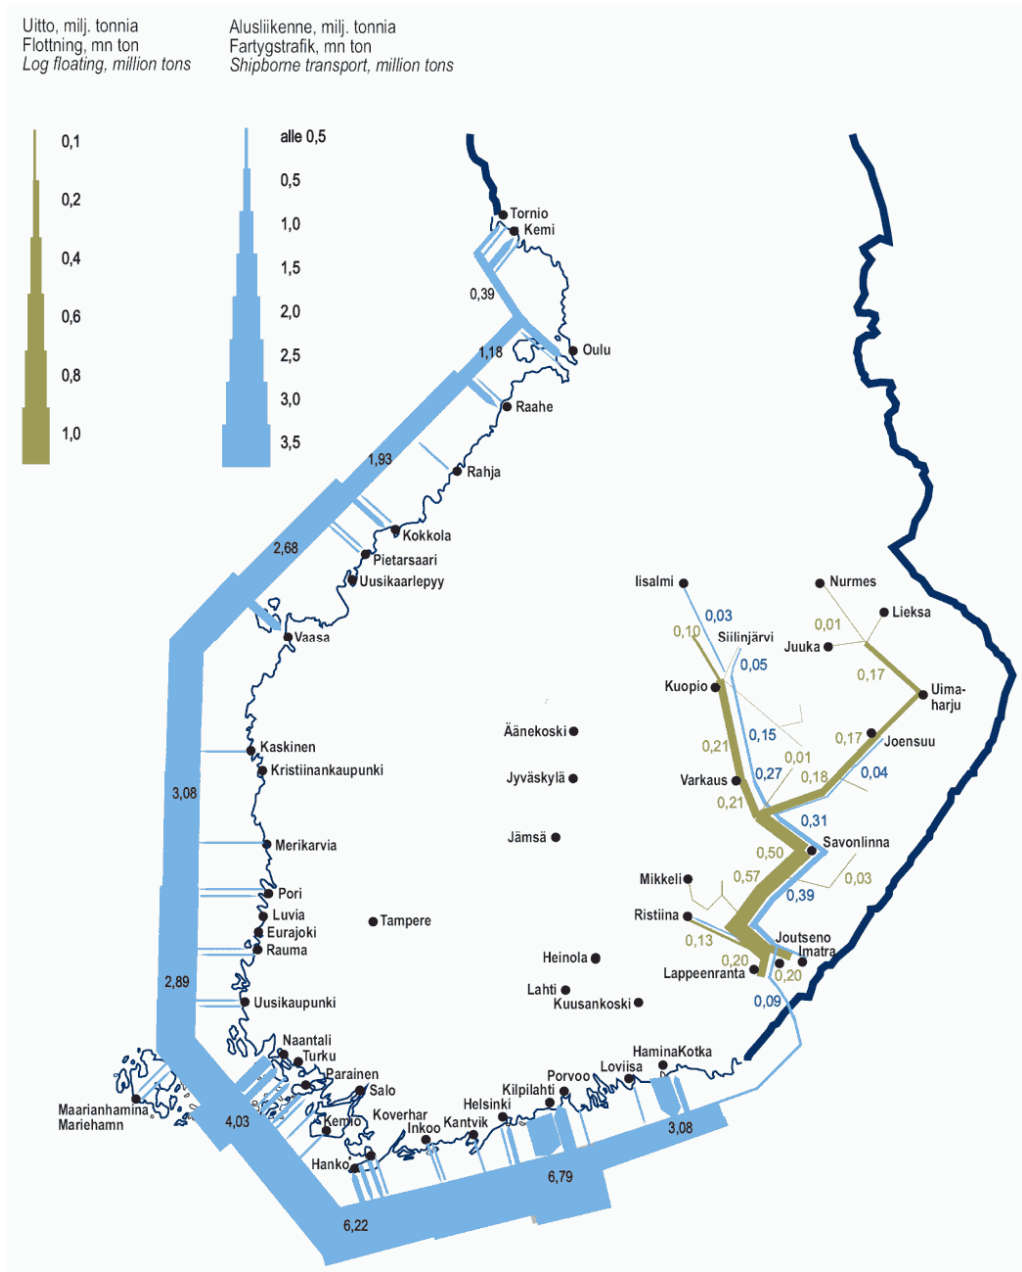 Uitto, milj. tonnia
Flottning, mn ton
Log floating, million tons
Alusliikenne, milj. tonnia
Fartygstrafik, mn ton
Shipborne transport, million tons
0,1
0,2
0,4
0,6
0,8
1,0
alle 0,5
0,5
1,0
1,5
2,0
2,5
3,0
3,5
Tornio
Kemi
0,39
Oulu
1,18
Raahe
1,93
Rahja
Kokkola
2,68
Pietarsaari
Uusikaarlepyy
Vaasa
Iisalmi
Nurmes
0,03
Lieksa
0,01
0,10
Siilinjärvi
Juuka
0,05
0,17
Kuopio
Uima-
harju
Äänekoski
0,15
0,17
Joensuu
Kaskinen
0,21
0,01
Kristiinankaupunki
Jyväskylä
Varkaus
0,27
0,18
0,04
3,08
0,21
0,31
Jämsä
Merikarvia
Savonlinna
0,50
0,57
Mikkeli
0,03
Pori
0,39
Luvia
Tampere
Ristiina
Eurajoki
0,13
Joutseno
Rauma
Imatra
Heinola
0,20
Lappeenranta
0,20
2,89
Lahti
Uusikaupunki
Kuusankoski
0,09
Naantali
Turku
HaminaKotka
Loviisa
Parainen
Porvoo
Salo
Kilpilahti
Maarianhamina
Mariehamn
4,03
Kemiö
Koverhar
Helsinki
Inkoo
Kantvik
3,08
Hanko
6,79
6,22